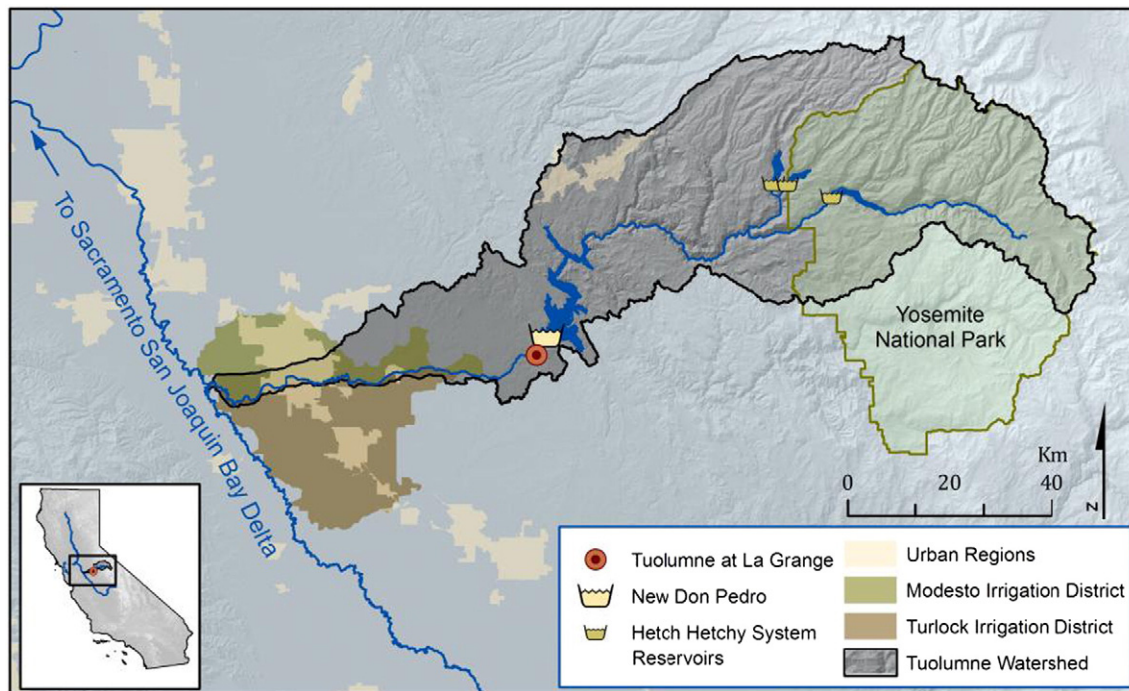 To Sacramento San Joaquin Bay Delta
Yosemite
National Park
Km
0 20 40
N
Tuolumne at La Grange
New Don Pedro
Hetch Hetchy System
Reservoirs
Urban Regions
Modesto Irrigation District
Turlock Irrigation District
Tuolumne Watershed